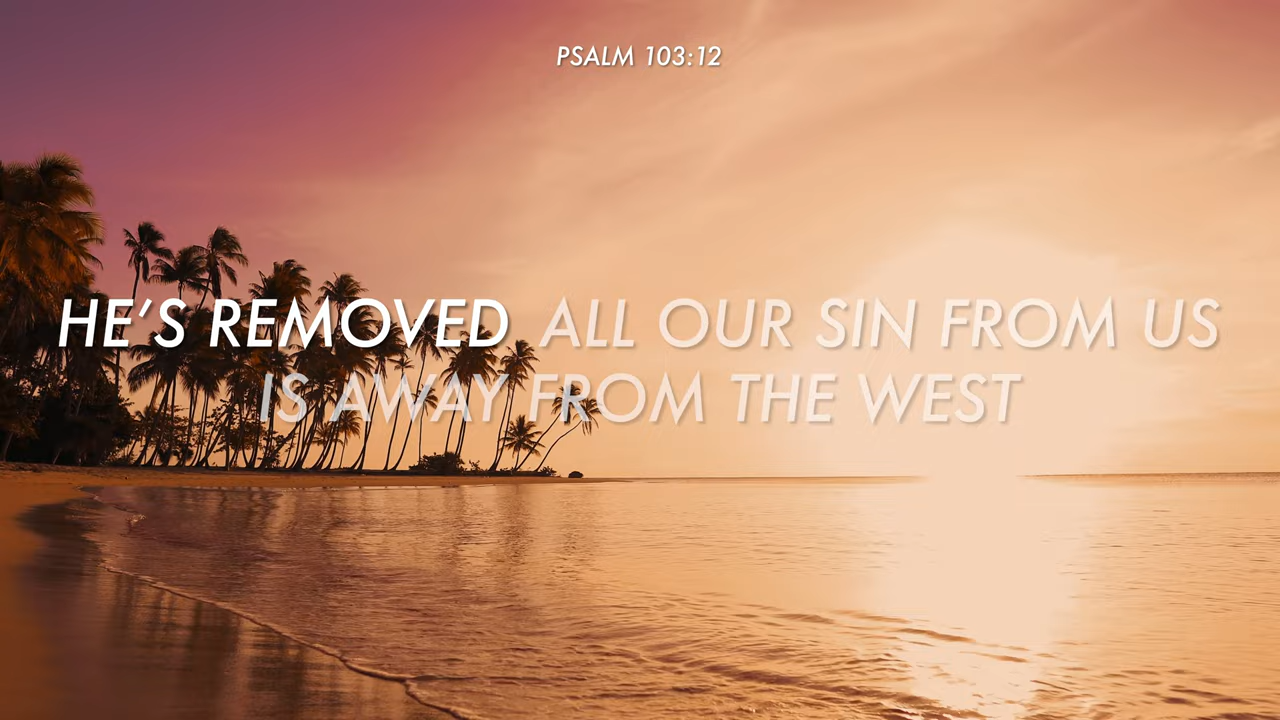 PSALM 103:12
HE'S REMOVED ALL OUR SIN FROM US
IS AWAY FROM THE WEST